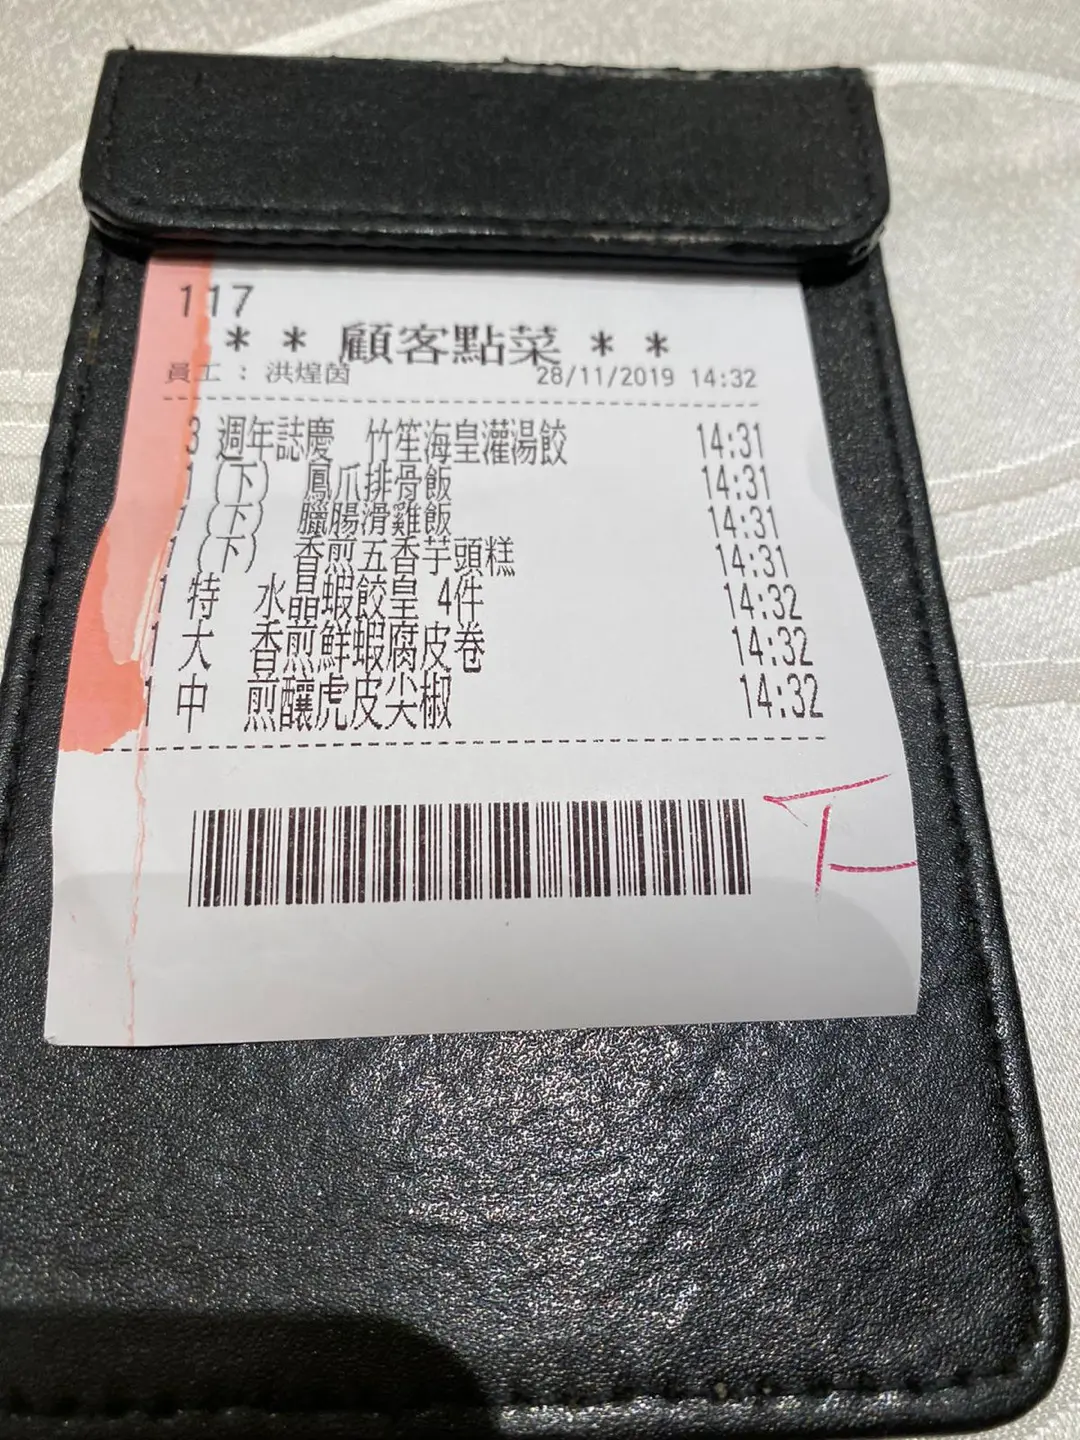 117
* * 顧客點菜 * *
員工 : 洪煌茵 28/11/2019 14:32
3 週年誌慶 竹笙海皇灌湯餃 14:31
1 (下) 鳳爪排骨飯 14:31
1 (下) 臘腸滑雞飯 14:31
1 (下) 香煎五香芋頭糕 14:31
1 特 水晶蝦餃皇 4件 14:32
1 大 香煎鮮蝦腐皮卷 14:32
1 中 煎釀虎皮尖椒 14:32